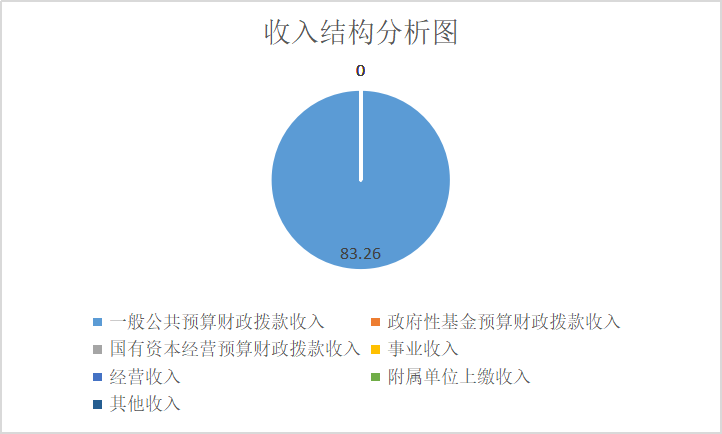 收入结构分析图
0
83.26
一般公共预算财政拨款收入
政府性基金预算财政拨款收入
国有资本经营预算财政拨款收入
事业收入
经营收入
附属单位上缴收入
其他收入